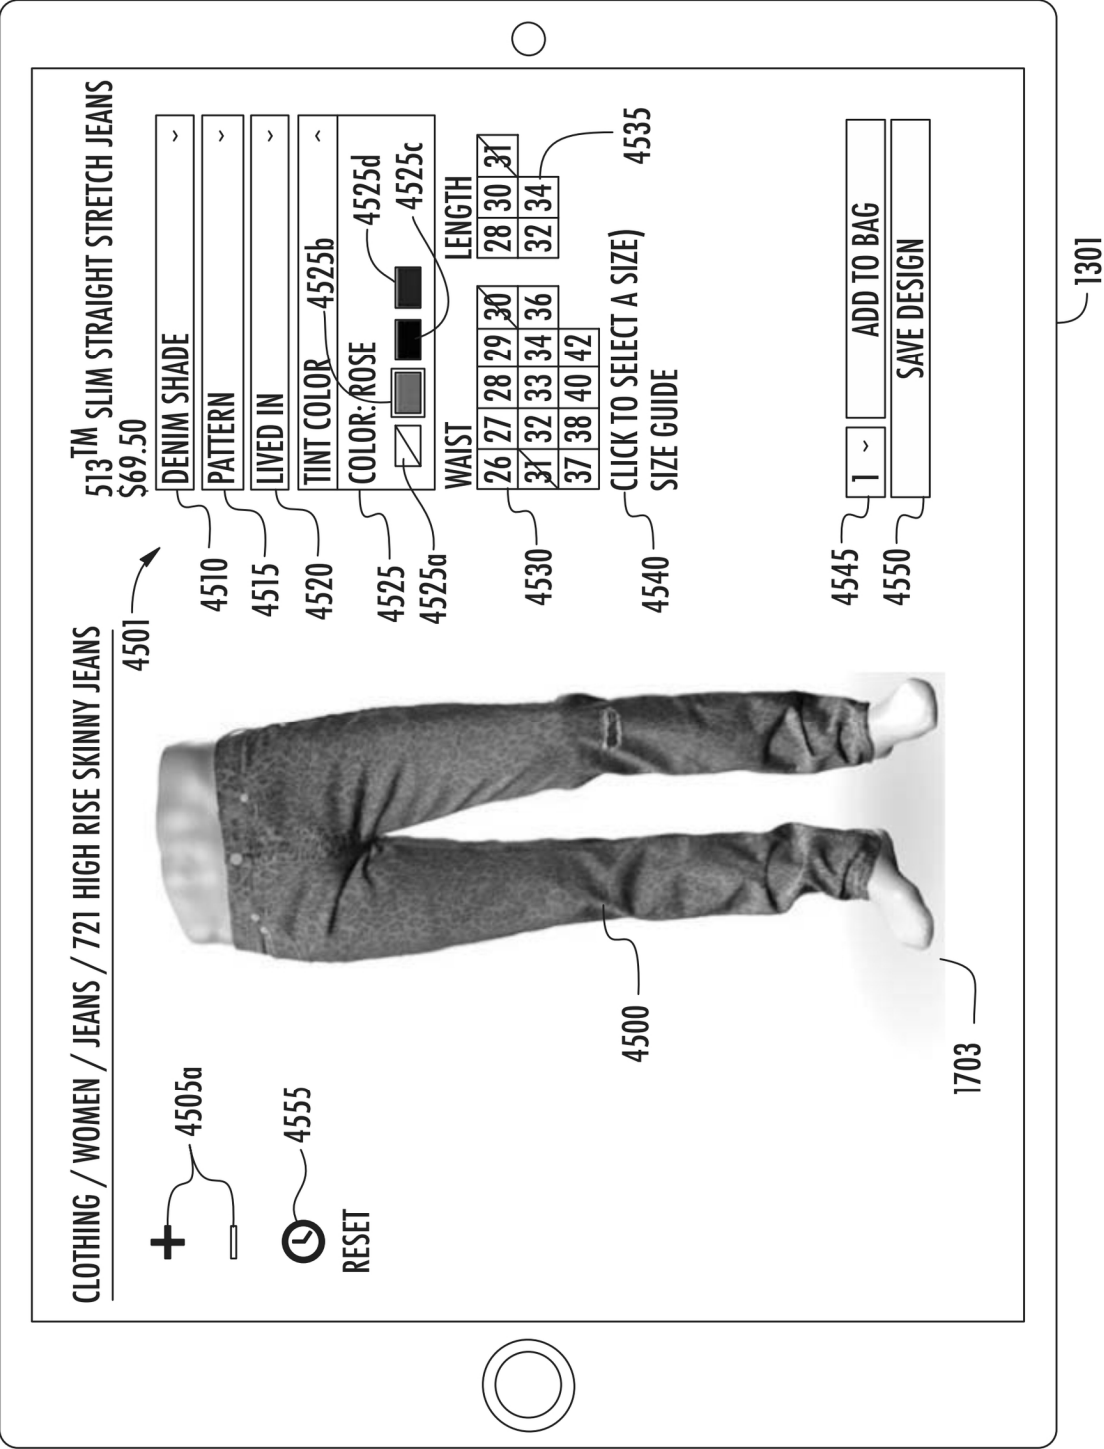 CLOTHING / WOMEN / JEANS / 721 HIGH RISE SKINNY JEANS
4505a
4555
RESET
4500
1703
4501
513TM SLIM STRAIGHT STRETCH JEANS
$69.50
DENIM SHADE
4510
PATTERN
4515
LIVED IN
4520
TINT COLOR
4525b
COLOR: ROSE
4525
4525a
4525d
4525c
WAIST
26 27 28 29 30
31 32 33 34 36
37 38 40 42
4530
LENGTH
28 30 31
32 34
4535
(CLICK TO SELECT A SIZE)
SIZE GUIDE
4540
1
ADD TO BAG
4545
SAVE DESIGN
4550
1301